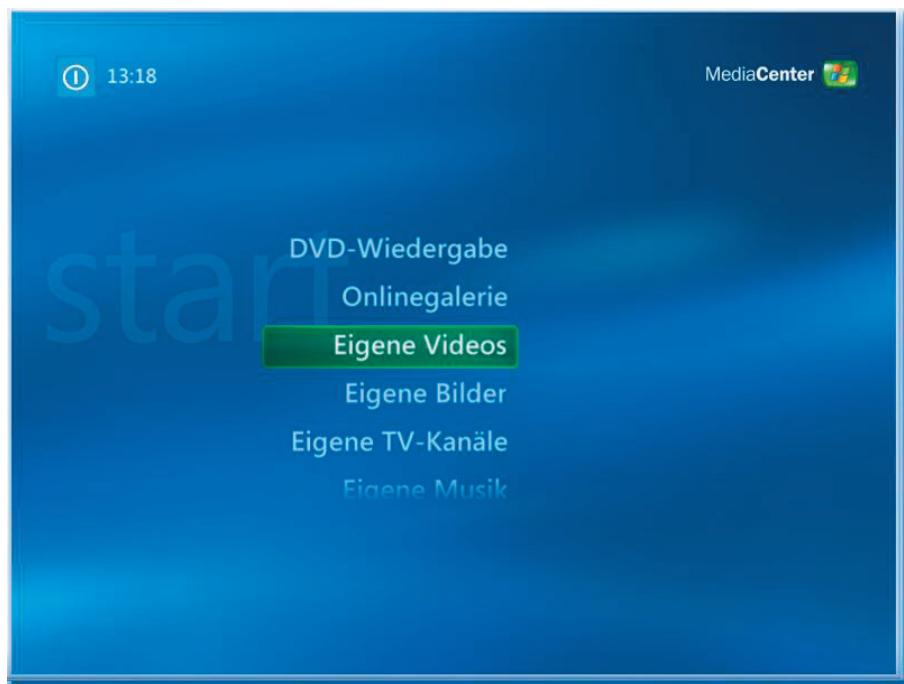 13:18
MediaCenter
start
DVD-Wiedergabe
Onlinegalerie
Eigene Videos
Eigene Bilder
Eigene TV-Kanäle
Eigene Musik